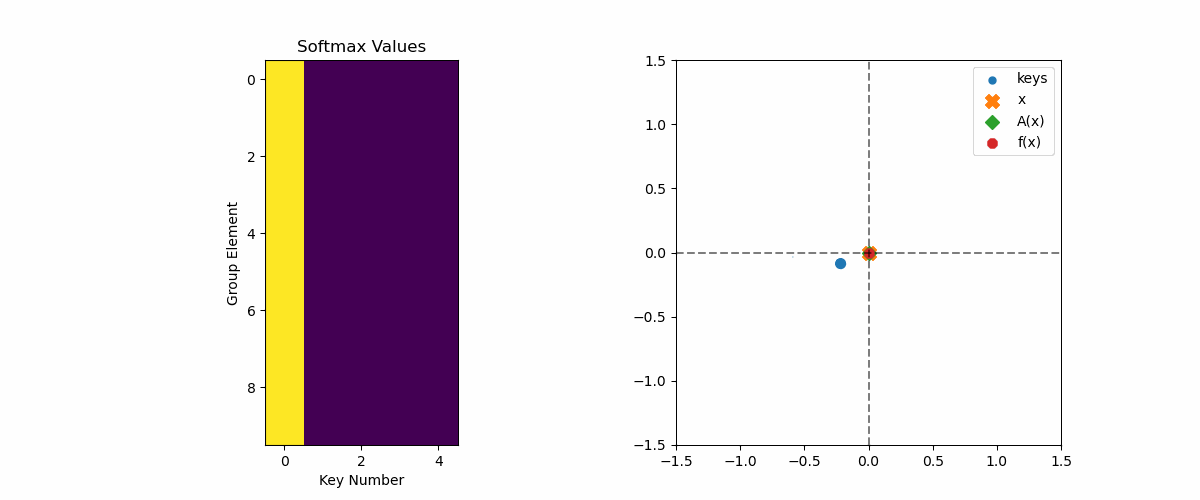 Softmax Values
0
2
4
6
8
Group Element
0 2 4
Key Number
1.5
1.0
0.5
0.0
−0.5
−1.0
−1.5
−1.5 −1.0 −0.5 0.0 0.5 1.0 1.5
keys
x
A(x)
f(x)